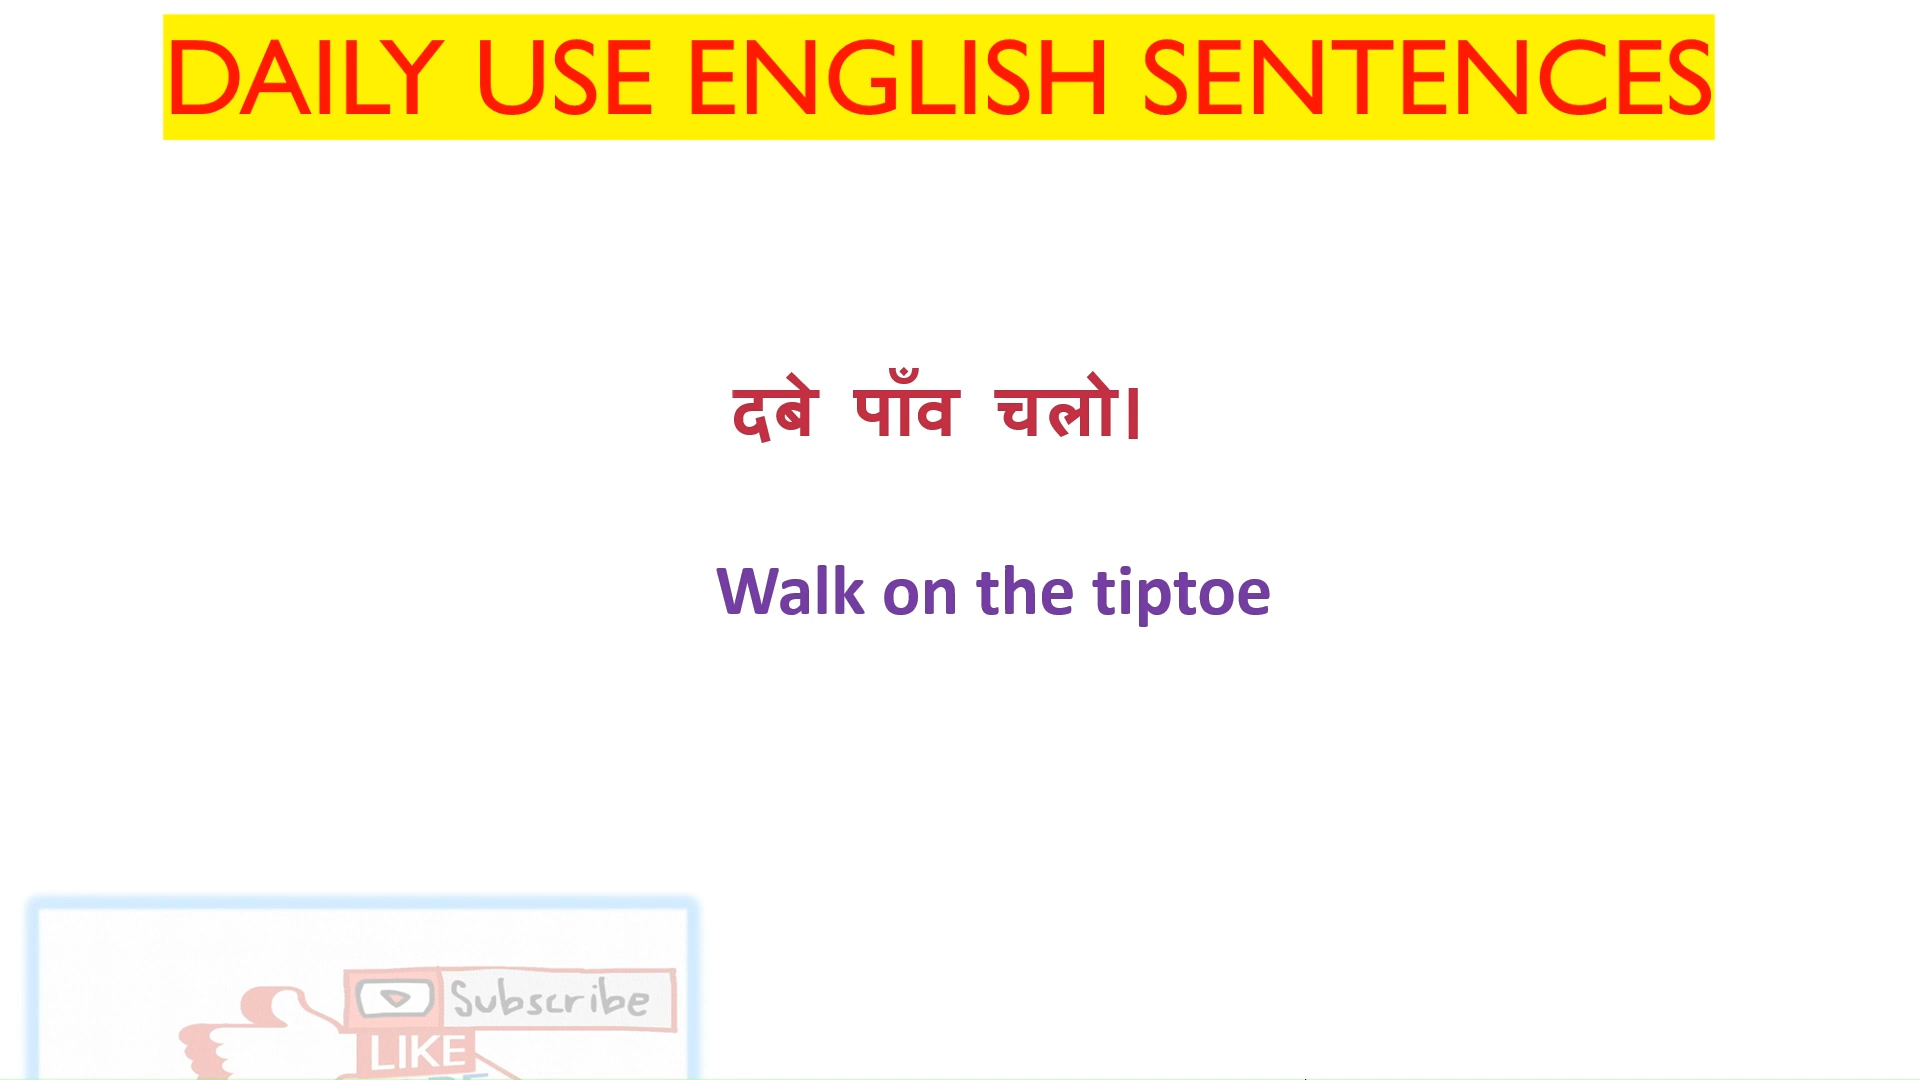 DAILY USE ENGLISH SENTENCES
दबे पाँव चलो।
Walk on the tiptoe
Subscribe
LIKE